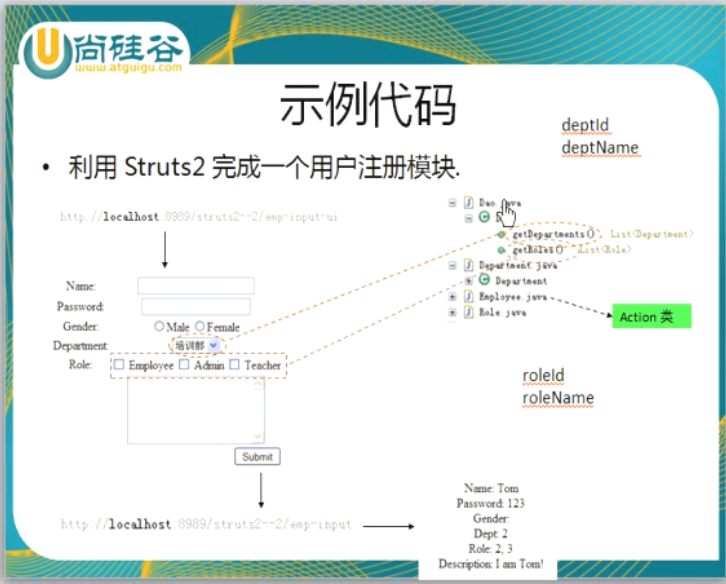 尚硅谷
www.atguigu.com
示例代码
deptId
deptName
• 利用 Struts2 完成一个用户注册模块.
http://localhost:8989/struts2--2/emp-input-ui
Dao.java
getDepartments() List<Department>
getRoles() List<Role>
Department.java
Department
Employee.java
Role.java
Action 类
Name:
Password:
Gender: Male Female
Department: 培训部
Role: Employee Admin Teacher
Submit
roleId
roleName
http://localhost:8989/struts2--2/emp-input
Name: Tom
Password: 123
Gender:
Dept: 2
Role: 2, 3
Description: I am Tom!